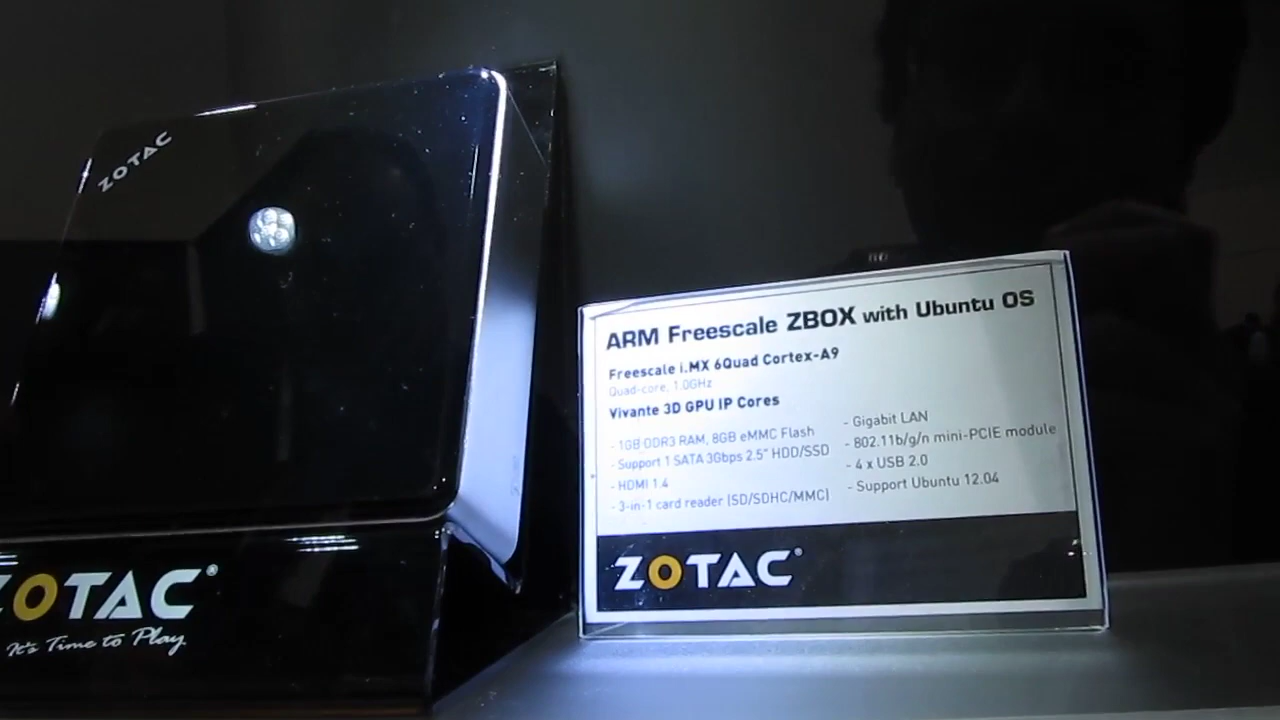 ZOTAC
ZOTAC®
It's Time to Play.
ARM Freescale ZBOX with Ubuntu OS
Freescale i.MX 6Quad Cortex-A9
Quad-core, 1.0GHz
Vivante 3D GPU IP Cores
- 1GB DDR3 RAM, 8GB eMMC Flash
- Support 1 SATA 3Gbps 2.5" HDD/SSD
- HDMI 1.4
- 3-in-1 card reader (SD/SDHC/MMC)
- Gigabit LAN
- 802.11b/g/n mini-PCIE module
- 4 x USB 2.0
- Support Ubuntu 12.04
ZOTAC®